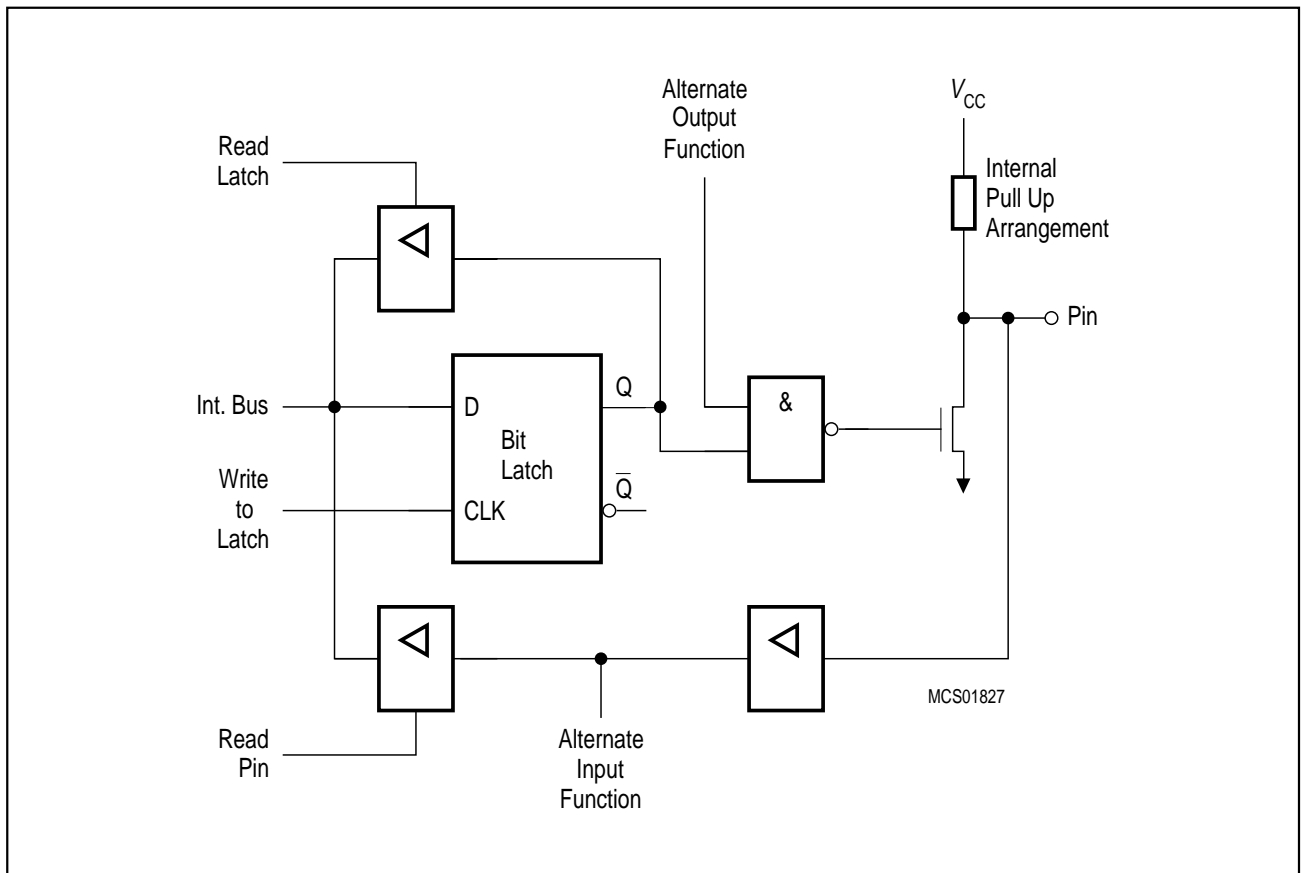 Alternate
Output
Function
VCC
Read
Latch
Internal
Pull Up
Arrangement
Pin
Int. Bus
D
Q
&
Bit
Latch
Write
to
Latch
CLK
Q̅
MCS01827
Read
Pin
Alternate
Input
Function